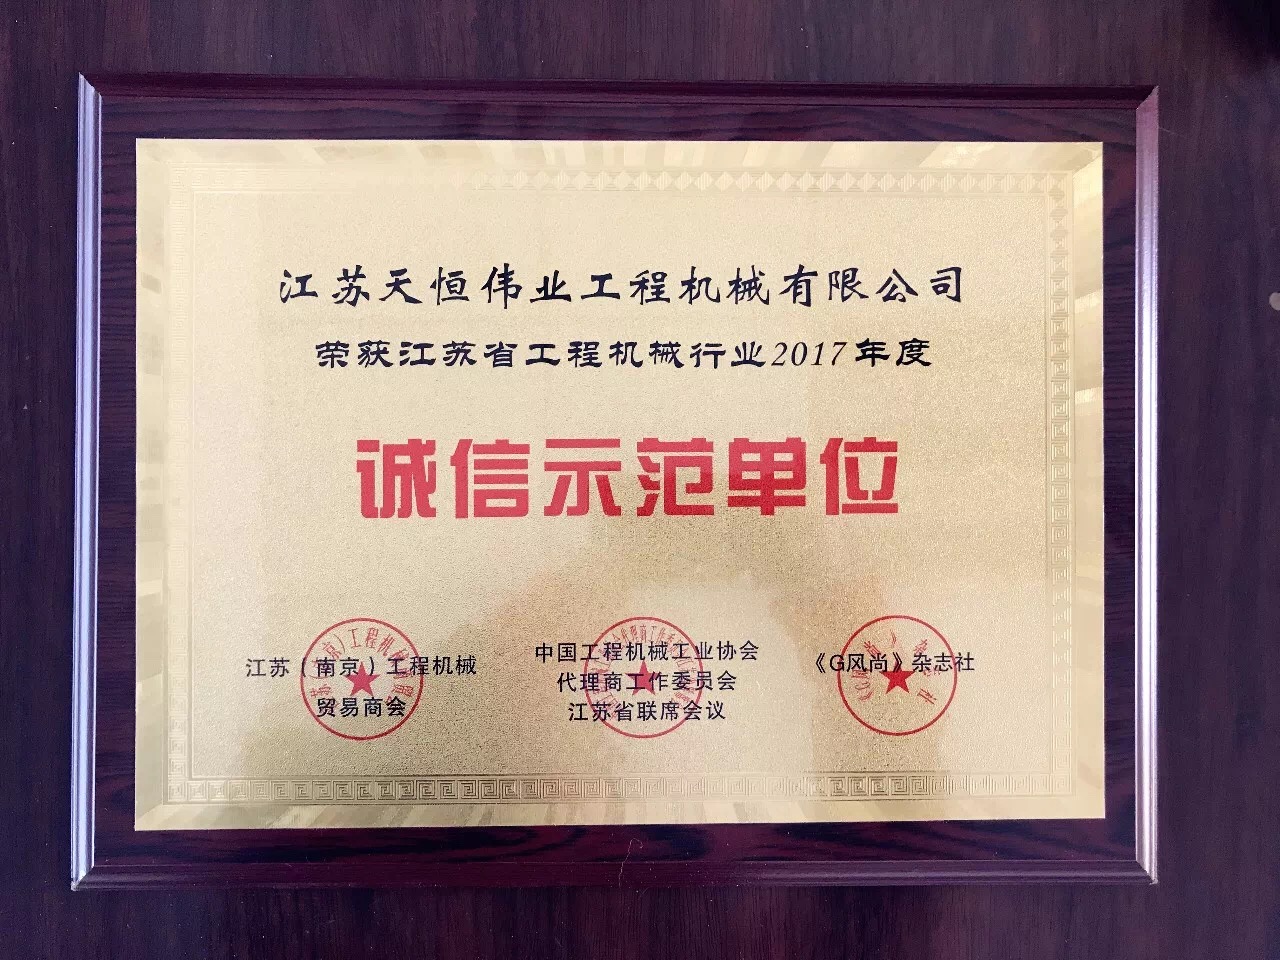 江苏天恒伟业工程机械有限公司
荣获江苏省工程机械行业2017年度
诚信示范单位
江苏（南京）工程机械
贸易商会
中国工程机械工业协会
代理商工作委员会
江苏省联席会议
《G风尚》杂志社